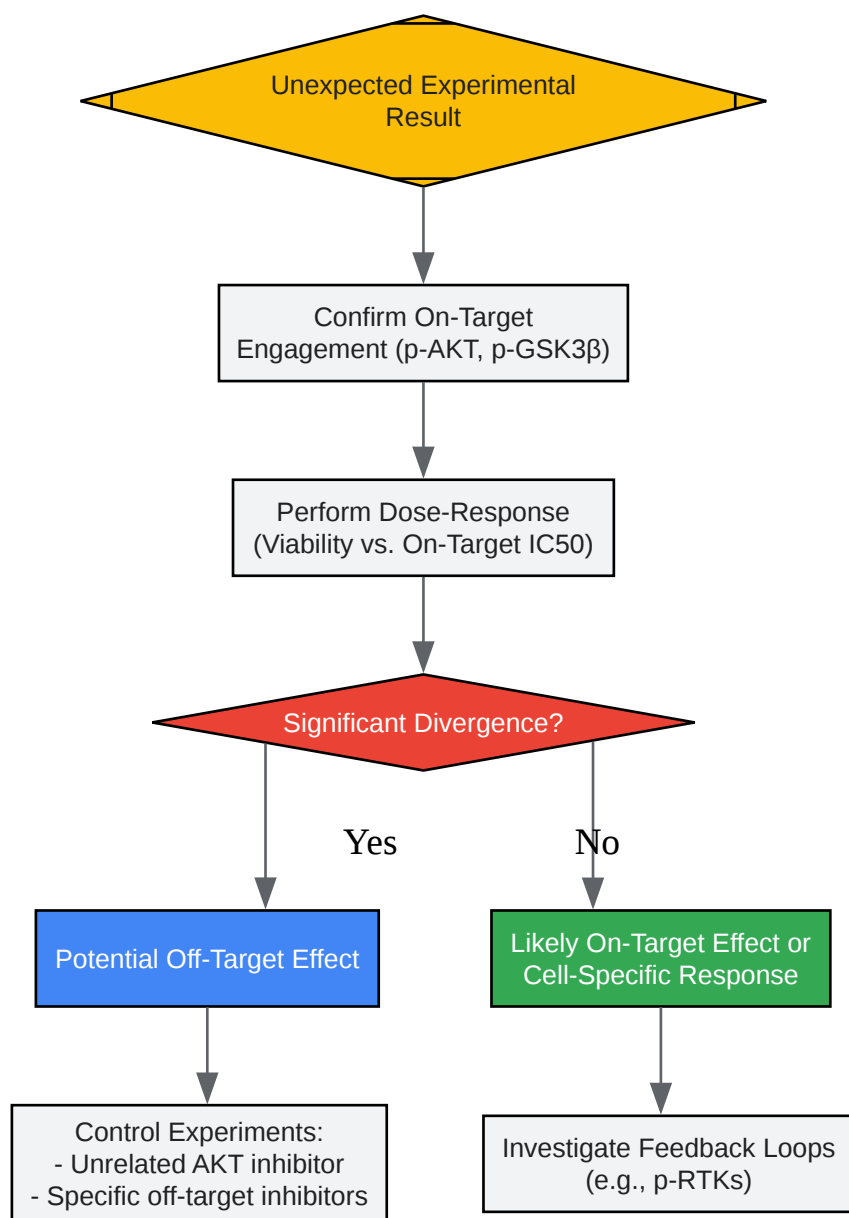 Unexpected Experimental
Result
Confirm On-Target
Engagement (p-AKT, p-GSK3β)
Perform Dose-Response
(Viability vs. On-Target IC50)
Significant Divergence?
Yes
No
Potential Off-Target Effect
Likely On-Target Effect or
Cell-Specific Response
Control Experiments:
- Unrelated AKT inhibitor
- Specific off-target inhibitors
Investigate Feedback Loops
(e.g., p-RTKs)